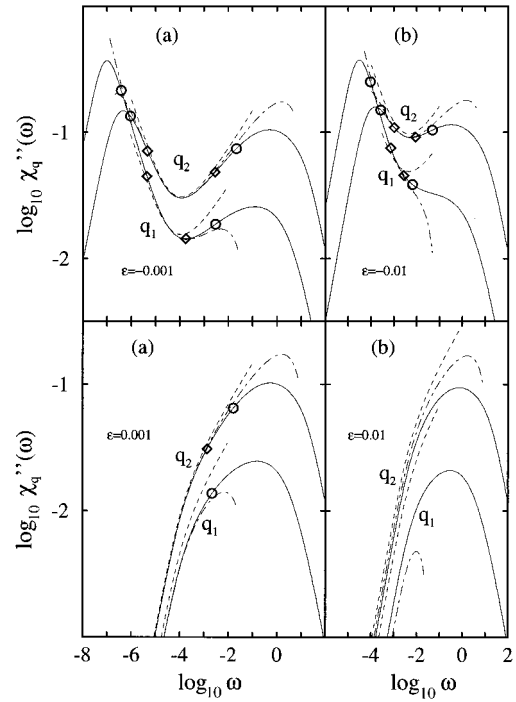 (a)
(b)
-1
-2
log₁₀ χq''(ω)
q₂
q₁
ε=-0.001
q₂
q₁
ε=-0.01
(a)
(b)
-1
-2
log₁₀ χq''(ω)
ε=0.001
q₂
q₁
ε=0.01
q₂
q₁
-8 -6 -4 -2 0 -4 -2 0 2
log₁₀ ω log₁₀ ω